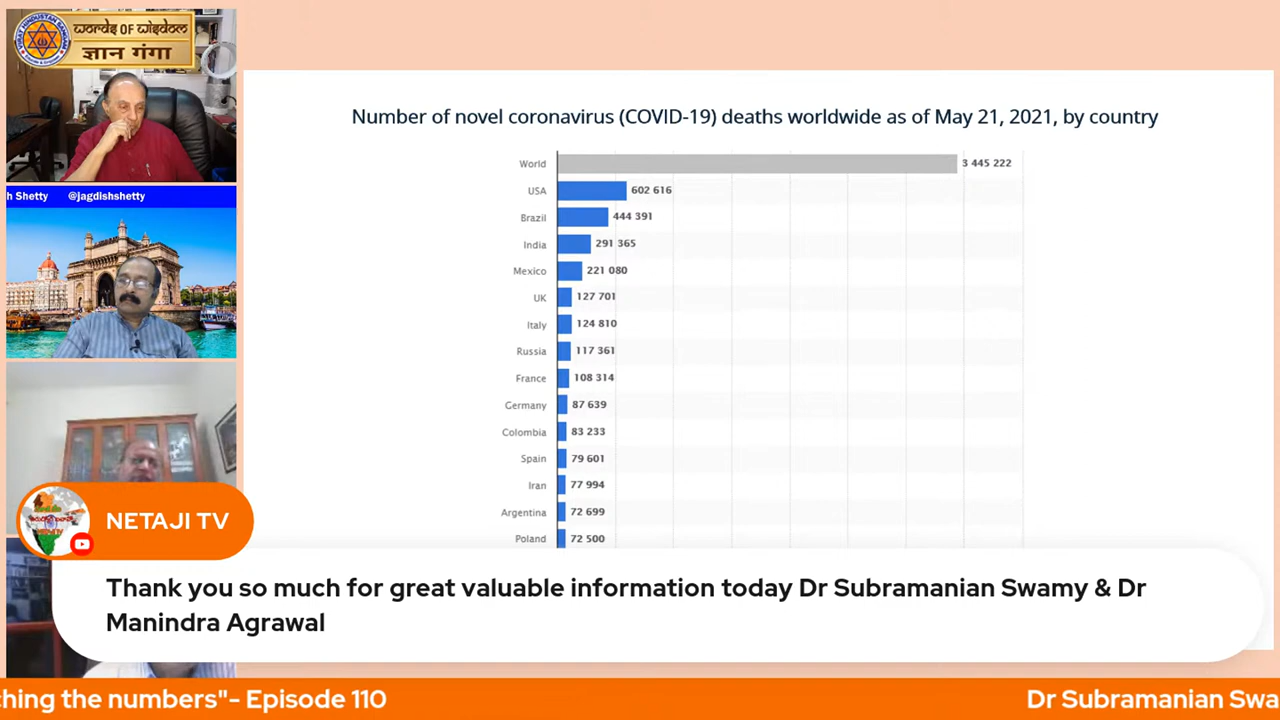 WORDS OF WISDOM
ज्ञान गंगा
h Shetty @jagdishshetty
Number of novel coronavirus (COVID-19) deaths worldwide as of May 21, 2021, by country
World 3 445 222
USA 602 616
Brazil 444 391
India 291 365
Mexico 221 080
UK 127 701
Italy 124 810
Russia 117 361
France 108 314
Germany 87 639
Colombia 83 233
Spain 79 601
Iran 77 994
Argentina 72 699
Poland 72 500
NETAJI TV
Thank you so much for great valuable information today Dr Subramanian Swamy & Dr
Manindra Agrawal
ching the numbers"- Episode 110
Dr Subramanian Swa